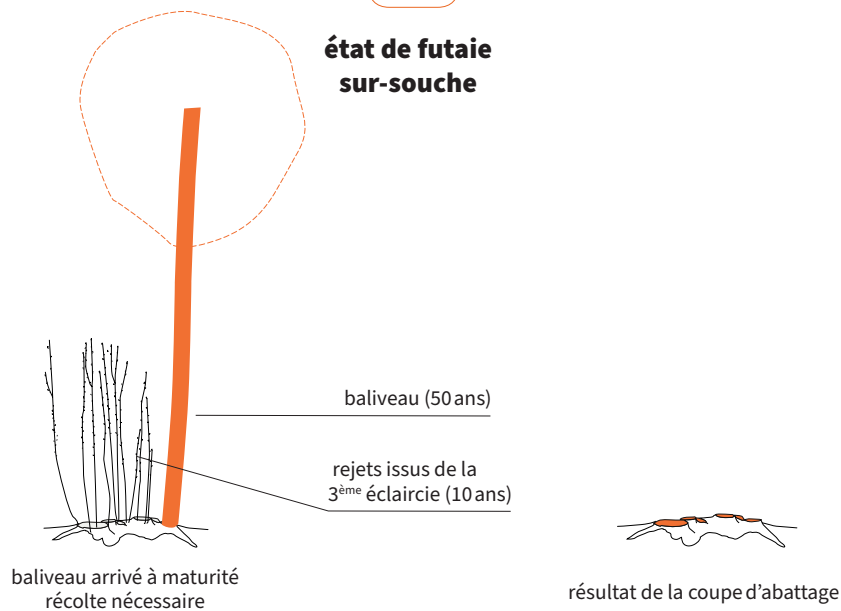 état de futaie
sur-souche
baliveau (50 ans)
rejets issus de la
3ème éclaircie (10 ans)
baliveau arrivé à maturité
récolte nécessaire
résultat de la coupe d'abattage